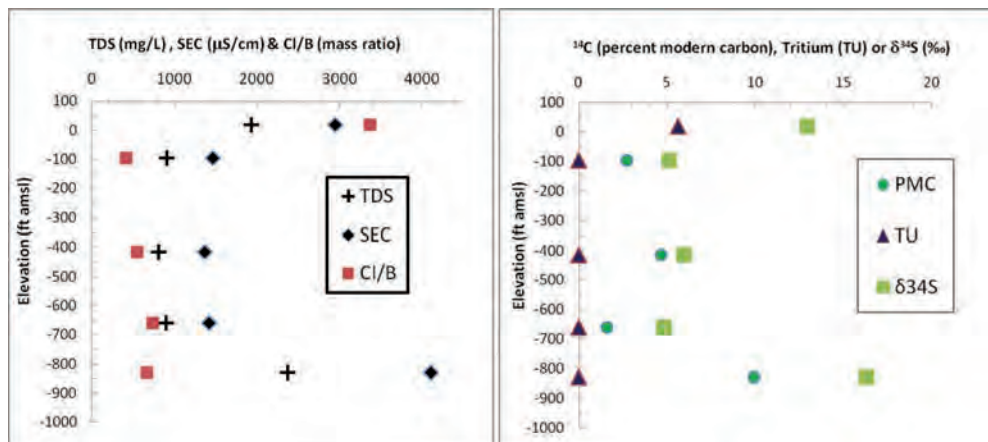 TDS (mg/L) , SEC (µS/cm) & Cl/B (mass ratio)
0 1000 2000 3000 4000
100
0
-100
-200
-300
-400
-500
-600
-700
-800
-900
-1000
Elevation (ft amsl)
TDS
SEC
Cl/B
¹⁴C (percent modern carbon), Tritium (TU) or δ³⁴S (‰)
0 5 10 15 20
100
0
-100
-200
-300
-400
-500
-600
-700
-800
-900
-1000
Elevation (ft amsl)
PMC
TU
δ34S